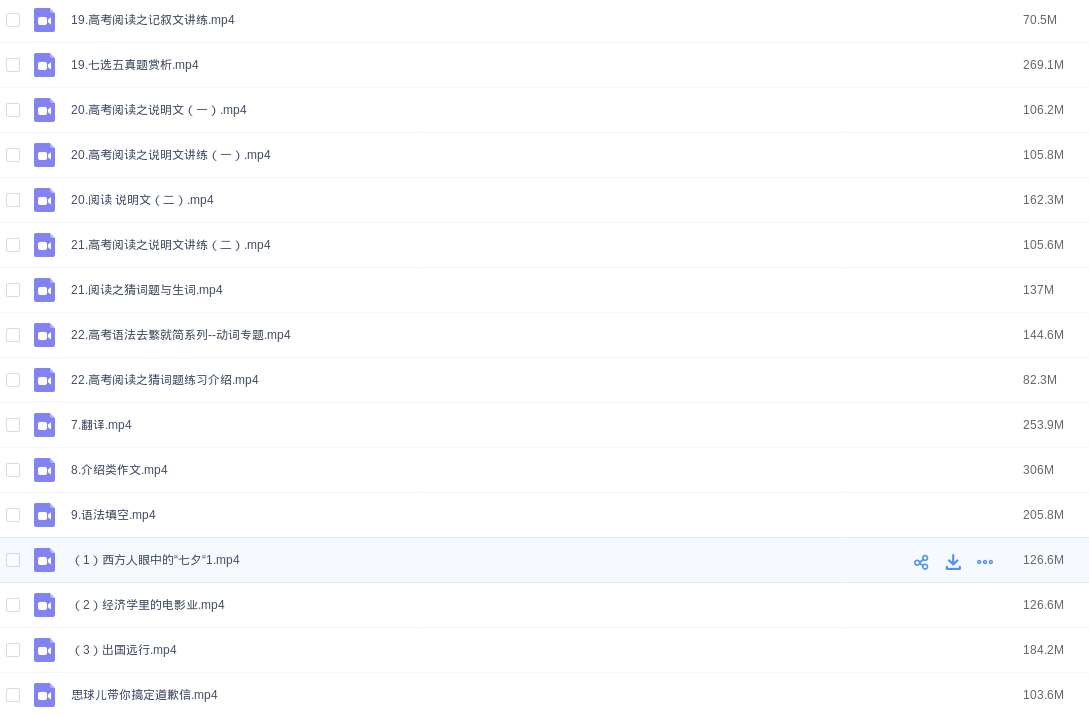 19.高考阅读之记叙文讲练.mp4 70.5M
19.七选五真题赏析.mp4 269.1M
20.高考阅读之说明文（一）.mp4 106.2M
20.高考阅读之说明文讲练（一）.mp4 105.8M
20.阅读 说明文（二）.mp4 162.3M
21.高考阅读之说明文讲练（二）.mp4 105.6M
21.阅读之猜词题与生词.mp4 137M
22.高考语法去繁就简系列--动词专题.mp4 144.6M
22.高考阅读之猜词题练习介绍.mp4 82.3M
7.翻译.mp4 253.9M
8.介绍类作文.mp4 306M
9.语法填空.mp4 205.8M
（1）西方人眼中的“七夕“1.mp4 126.6M
（2）经济学里的电影业.mp4 126.6M
（3）出国远行.mp4 184.2M
思球儿带你搞定道歉信.mp4 103.6M